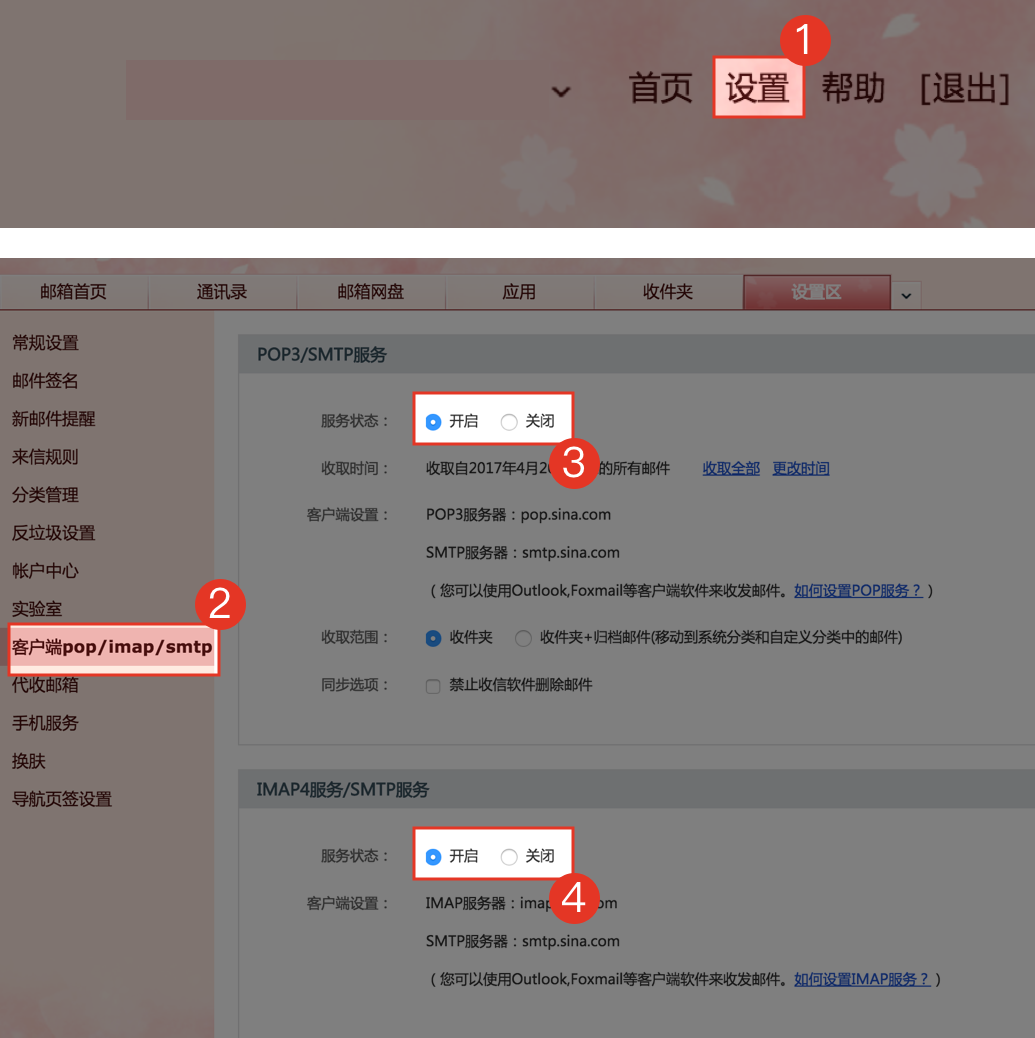 1
首页 设置 帮助 [退出]
邮箱首页 通讯录 邮箱网盘 应用 收件夹 设置区
常规设置
邮件签名
新邮件提醒
来信规则
分类管理
反垃圾设置
帐户中心
实验室
2
客户端pop/imap/smtp
代收邮箱
手机服务
换肤
导航页签设置
POP3/SMTP服务
服务状态： 开启 关闭
3
收取时间： 收取自2017年4月2 的所有邮件 收取全部 更改时间
客户端设置： POP3服务器：pop.sina.com
SMTP服务器：smtp.sina.com
（您可以使用Outlook,Foxmail等客户端软件来收发邮件。如何设置POP服务？）
收取范围： 收件夹 收件夹+归档邮件(移动到系统分类和自定义分类中的邮件)
同步选项： 禁止收信软件删除邮件
IMAP4服务/SMTP服务
服务状态： 开启 关闭
4
客户端设置： IMAP服务器：imap om
SMTP服务器：smtp.sina.com
（您可以使用Outlook,Foxmail等客户端软件来收发邮件。如何设置IMAP服务？）